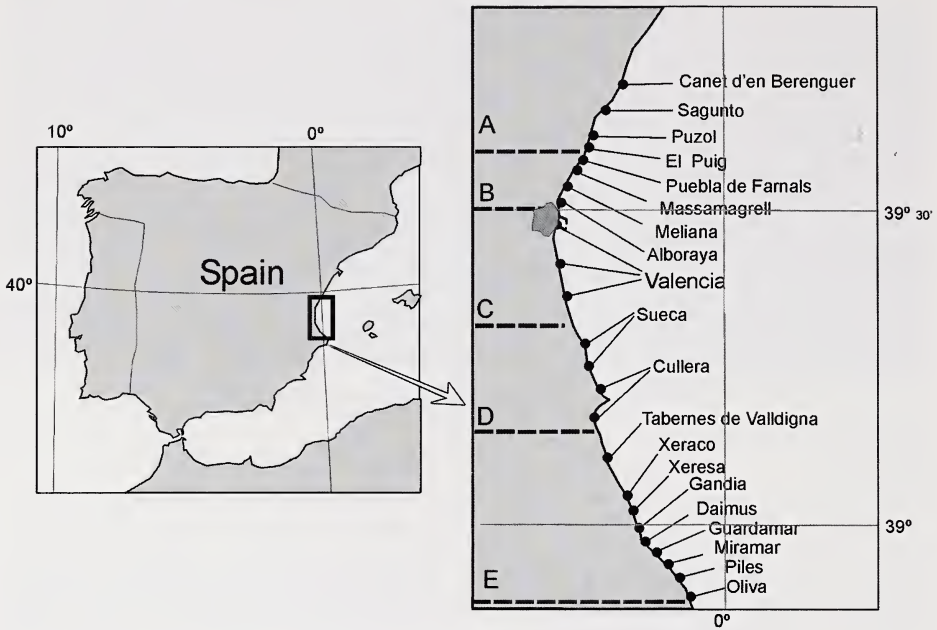 10º
0º
40º
Spain
A
B
C
D
E
Canet d'en Berenguer
Sagunto
Puzol
El Puig
Puebla de Farnals
Massamagrell
39º 30'
Meliana
Alboraya
Valencia
Sueca
Cullera
Tabernes de Valldigna
Xeraco
Xeresa
Gandia
Daimus
Guardamar
39º
Miramar
Piles
Oliva
0º